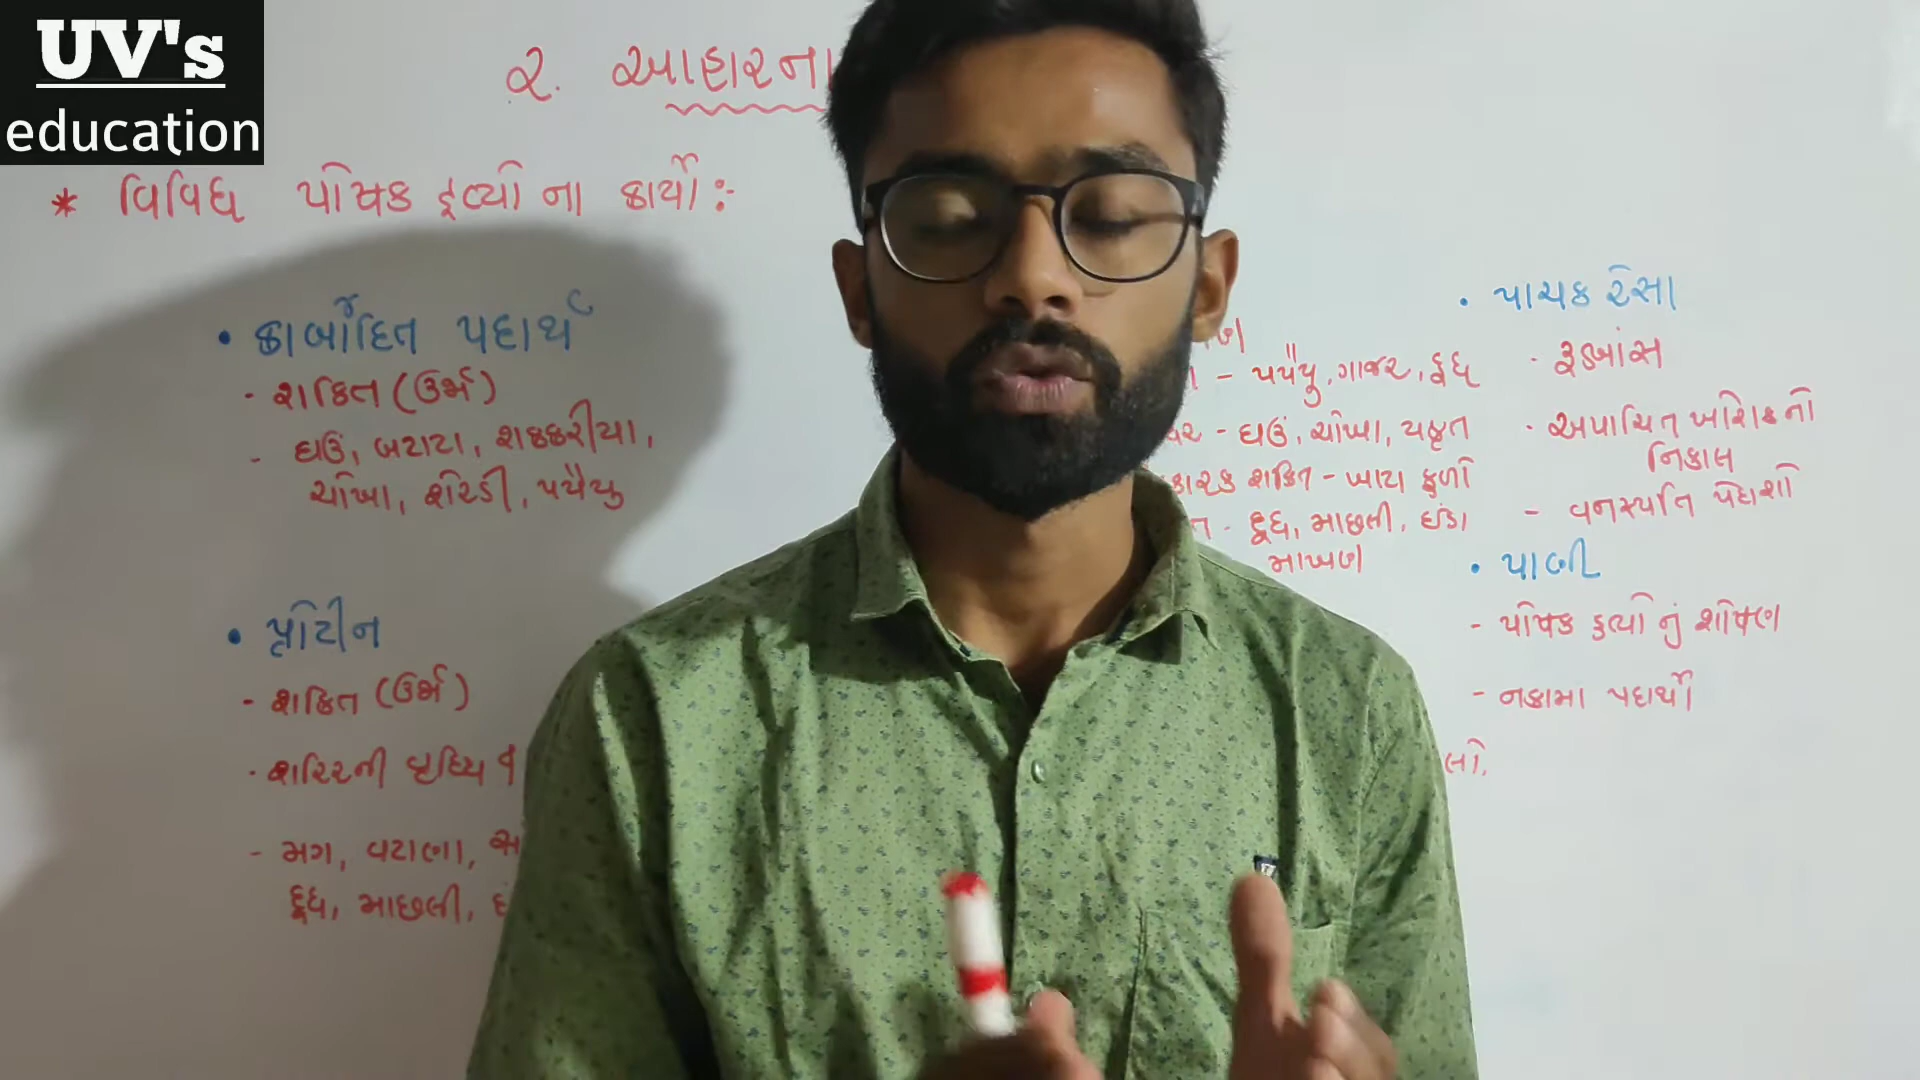 UV's
education
૨. આહારના
* વિવિધ પોષક દ્રવ્યો ના કાર્યો :-
• કાર્બોદિત પદાર્થ
- શકિત (ઉર્જા)
- ઘઉં, બટાટા, શક્કરીયા,
ચોખા, શેરડી, પપૈયુ
• પ્રોટીન
- શકિત (ઉર્જા)
- શરિરની વૃધ્ધિ
- મગ, વટાણા,
દૂધ, માછલી,
- પપૈયુ, ગાજર, દૂધ
- ઘઉં, ચોખા, યકૃત
કારક શકિત - ખાટા ફળો
- દૂધ, માછલી, ઇંડા
માખણ
• પાચક રેસા
- રૂક્ષાંસ
- અપાચિત ખોરાક નો
નિકાલ
- વનસ્પતિ પેદાશો
• પાણી
- પોષક દ્રવ્યો નું શોષણ
- નકામા પદાર્થો